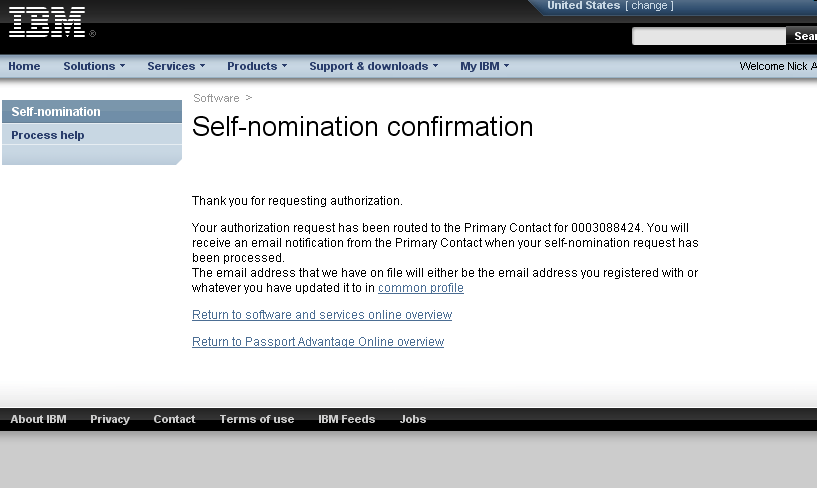 United States [ change ]
IBM®
Home Solutions Services Products Support & downloads My IBM Welcome Nick
Self-nomination
Process help
Software >
Self-nomination confirmation
Thank you for requesting authorization.
Your authorization request has been routed to the Primary Contact for 0003088424. You will
receive an email notification from the Primary Contact when your self-nomination request has
been processed.
The email address that we have on file will either be the email address you registered with or
whatever you have updated it to in common profile
Return to software and services online overview
Return to Passport Advantage Online overview
About IBM Privacy Contact Terms of use IBM Feeds Jobs